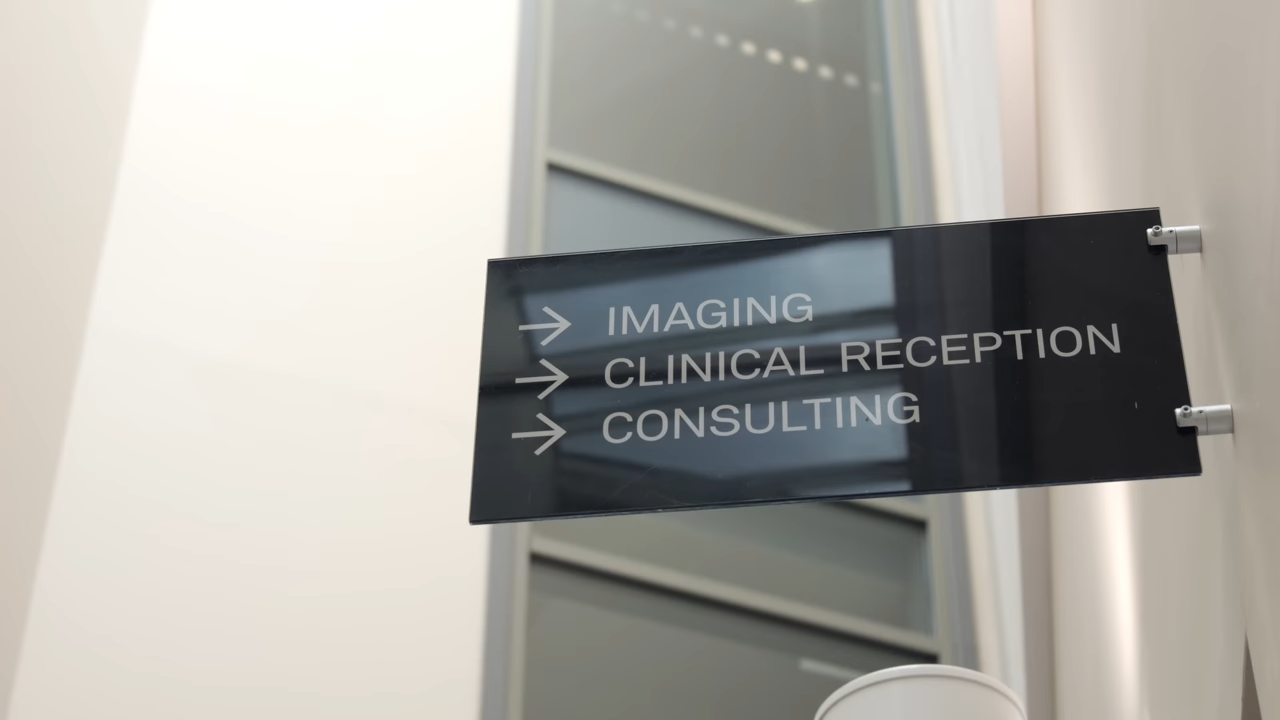 → IMAGING
→ CLINICAL RECEPTION
→ CONSULTING